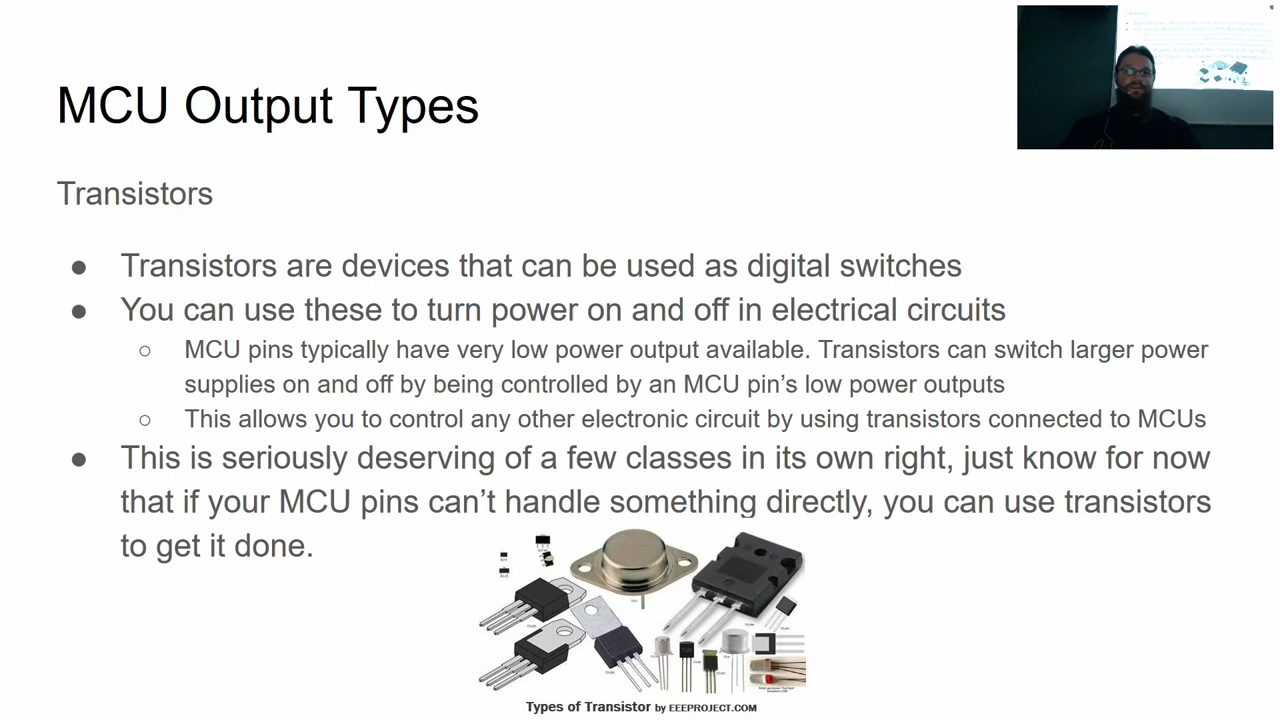 MCU Output Types
Transistors
● Transistors are devices that can be used as digital switches
● You can use these to turn power on and off in electrical circuits
○ MCU pins typically have very low power output available. Transistors can switch larger power
supplies on and off by being controlled by an MCU pin’s low power outputs
○ This allows you to control any other electronic circuit by using transistors connected to MCUs
● This is seriously deserving of a few classes in its own right, just know for now
that if your MCU pins can’t handle something directly, you can use transistors
to get it done.
Types of Transistor by EEEPROJECT.COM